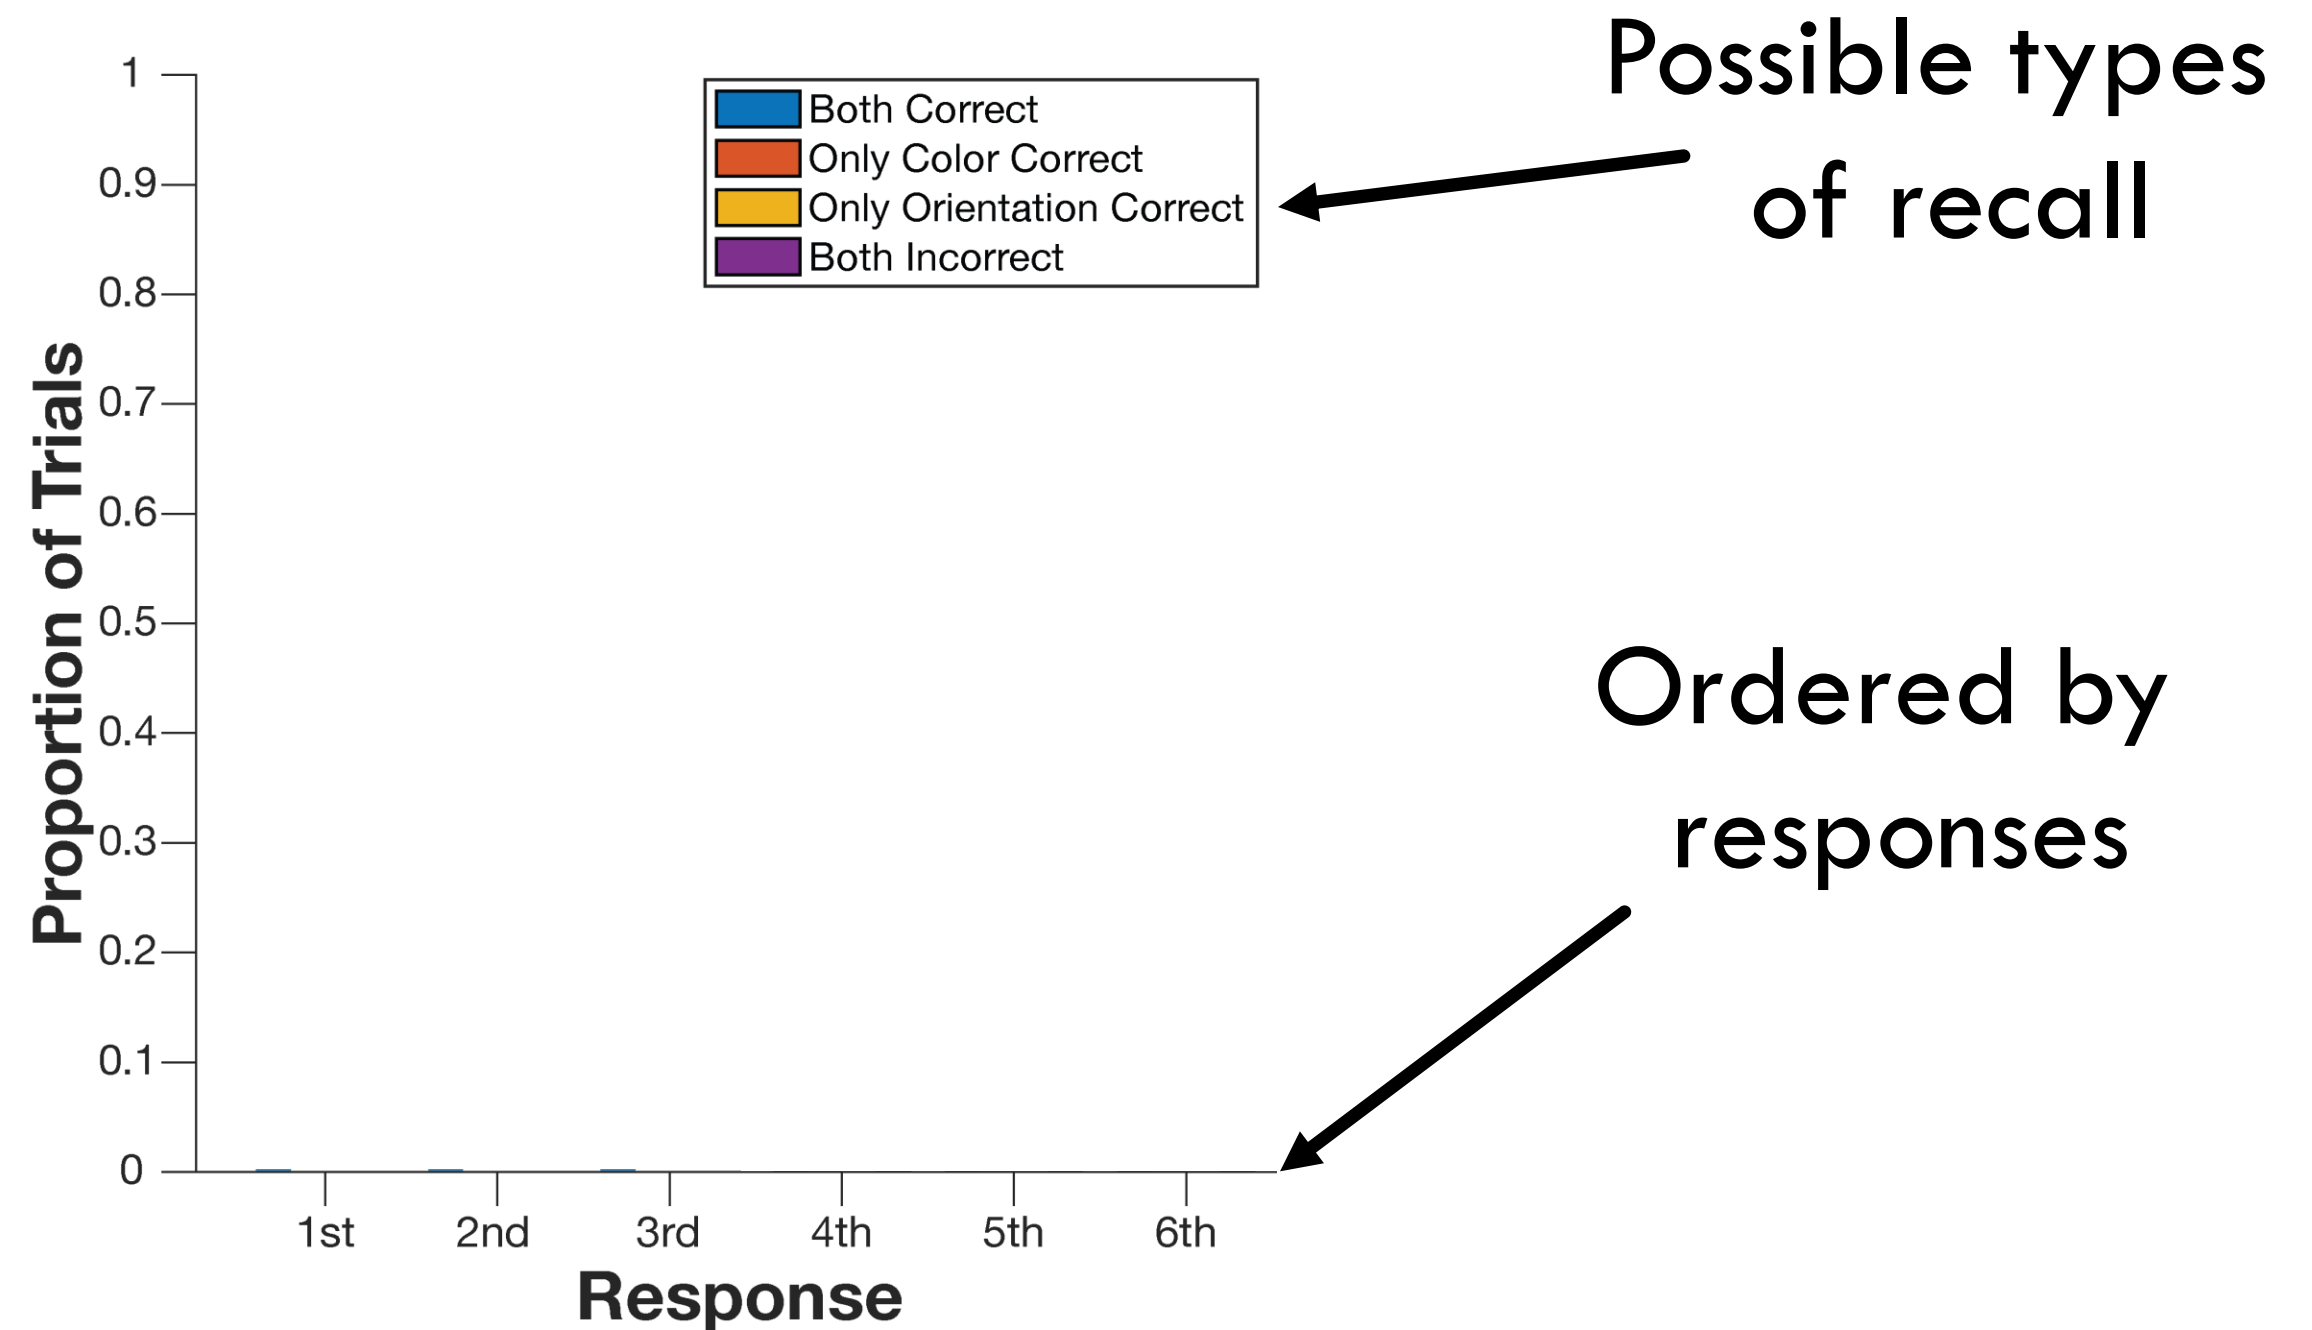 Possible types
of recall
1
0.9
0.8
0.7
0.6
0.5
0.4
0.3
0.2
0.1
0
Proportion of Trials
Both Correct
Only Color Correct
Only Orientation Correct
Both Incorrect
Ordered by
responses
1st 2nd 3rd 4th 5th 6th
Response